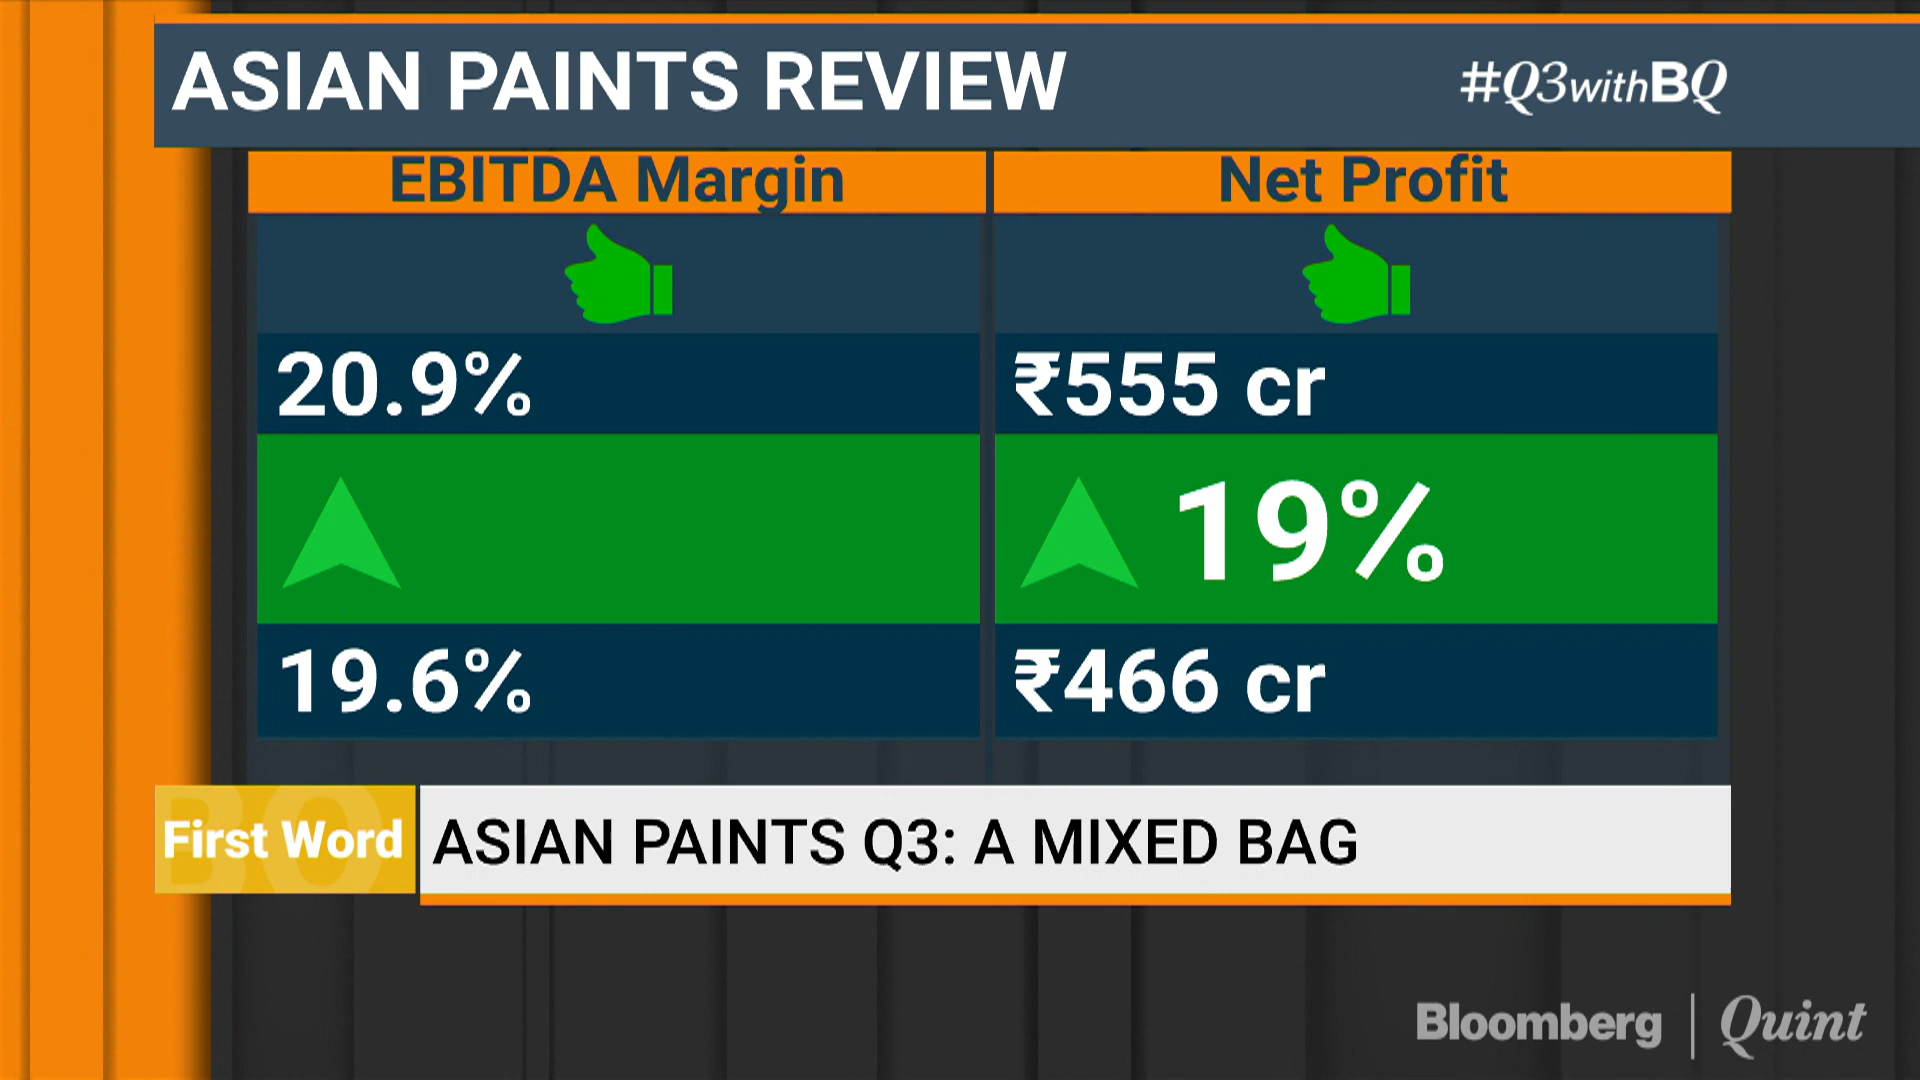 ASIAN PAINTS REVIEW
#Q3withBQ
EBITDA Margin
Net Profit
20.9%
₹555 cr
19%
19.6%
₹466 cr
BQ
First Word
ASIAN PAINTS Q3: A MIXED BAG
Bloomberg | Quint